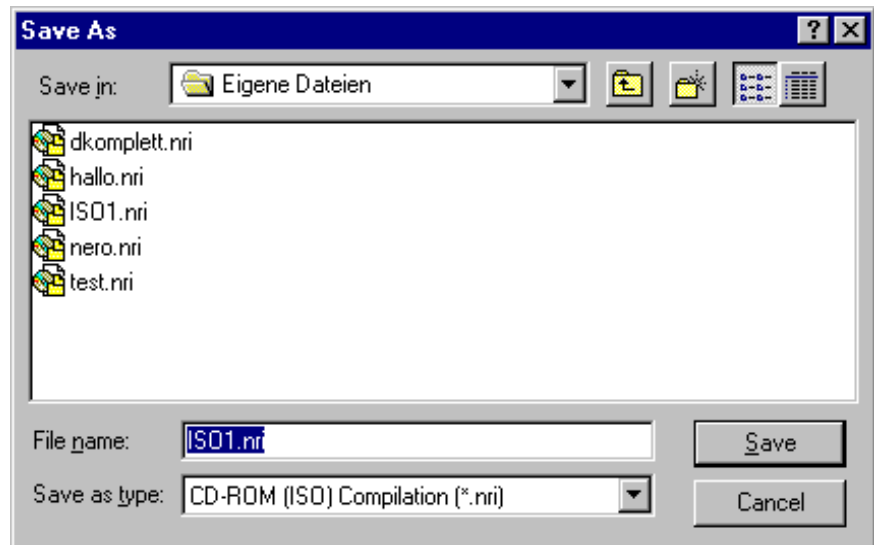 Save As
Save in: Eigene Dateien
dkomplett.nri
hallo.nri
ISO1.nri
nero.nri
test.nri
File name: ISO1.nri Save
Save as type: CD-ROM (ISO) Compilation (*.nri) Cancel